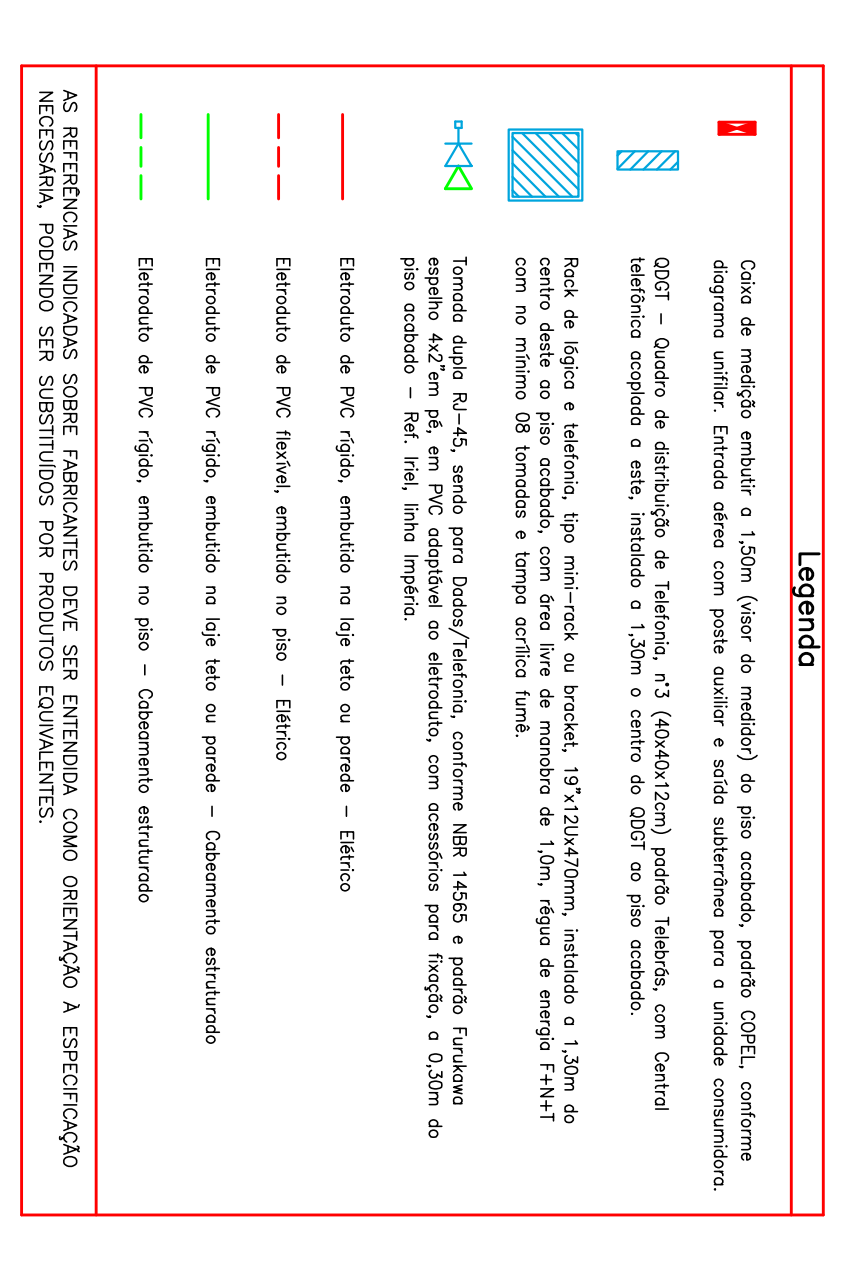 Legenda
Caixa de medição embutir a 1,50m (visor do medidor) do piso acabado, padrão COPEL, conforme
diagrama unifilar. Entrada aérea com poste auxiliar e saída subterrânea para a unidade consumidora.
QDGT – Quadro de distribuição de Telefonia, n°3 (40x40x12cm) padrão Telebrás, com Central
telefônica acoplada a este, instalado a 1,30m o centro do QDGT ao piso acabado.
Rack de lógica e telefonia, tipo mini-rack ou bracket, 19"x12Ux470mm, instalado a 1,30m do
centro deste ao piso acabado, com área livre de manobra de 1,0m, régua de energia F+N+T
com no mínimo 08 tomadas e tampa acrílica fumê.
Tomada dupla RJ-45, sendo para Dados/Telefonia, conforme NBR 14565 e padrão Furukawa
espelho 4x2"em pé, em PVC adaptável ao eletroduto, com acessórios para fixação, a 0,30m do
piso acabado – Ref. Iriel, linha Impéria.
Eletroduto de PVC rígido, embutido na laje teto ou parede – Elétrico
Eletroduto de PVC flexível, embutido no piso – Elétrico
Eletroduto de PVC rígido, embutido na laje teto ou parede – Cabeamento estruturado
Eletroduto de PVC rígido, embutido no piso – Cabeamento estruturado
AS REFERÊNCIAS INDICADAS SOBRE FABRICANTES DEVE SER ENTENDIDA COMO ORIENTAÇÃO À ESPECIFICAÇÃO
NECESSÁRIA, PODENDO SER SUBSTITUÍDOS POR PRODUTOS EQUIVALENTES.